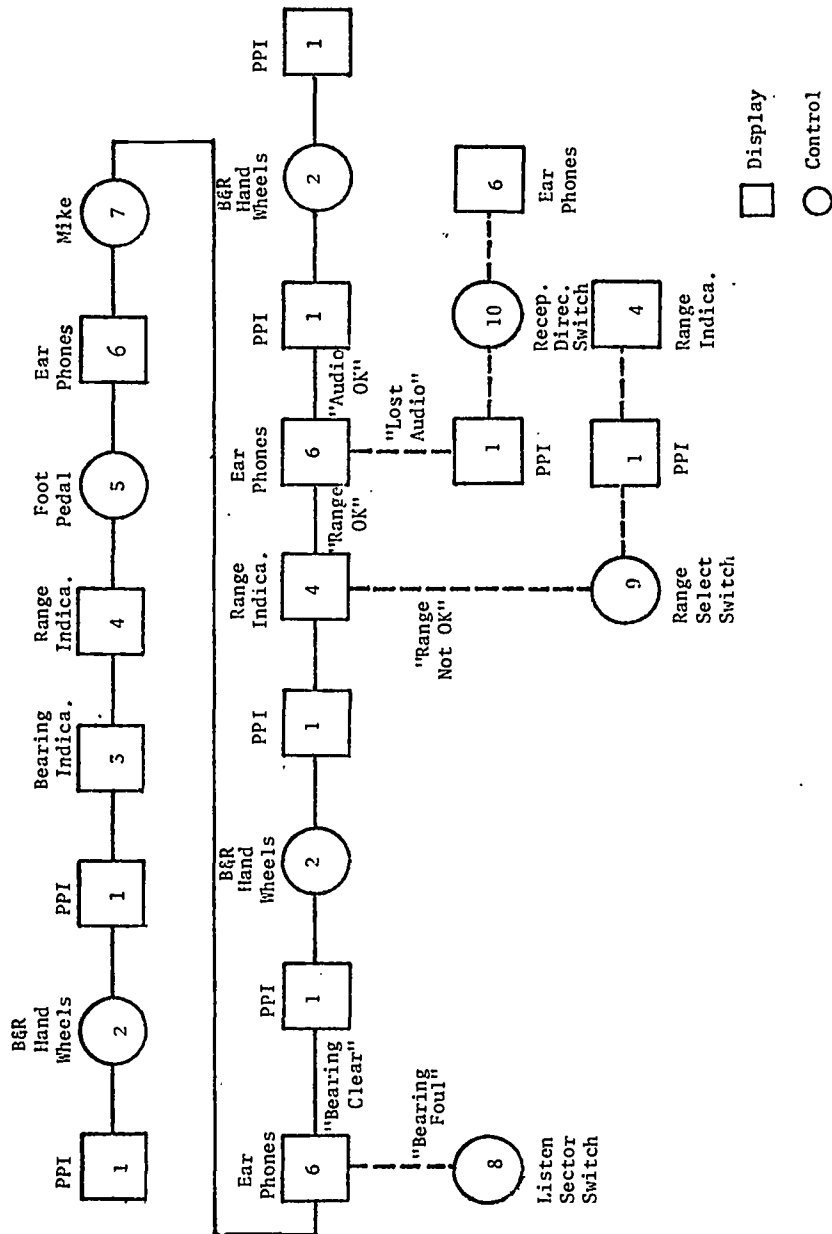 B&R
Hand
Wheels
PPI
1
2
PPI
1
Bearing
Indica.
3
Range
Indica.
4
Foot
Pedal
5
Ear
Phones
6
Mike
7
Ear
Phones
6
"Bearing
Clear"
PPI
1
B&R
Hand
Wheels
2
PPI
1
Range
Indica.
4
"Range
OK"
Ear
Phones
6
"Audio
OK"
PPI
1
B&R
Hand
Wheels
2
PPI
1
"Bearing
Foul"
8
Listen
Sector
Switch
"Range
Not OK"
9
Range
Select
Switch
1
PPI
4
Range
Indica.
"Lost
Audio"
1
PPI
10
Recep.
Direc.
Switch
6
Ear
Phones
Display
Control